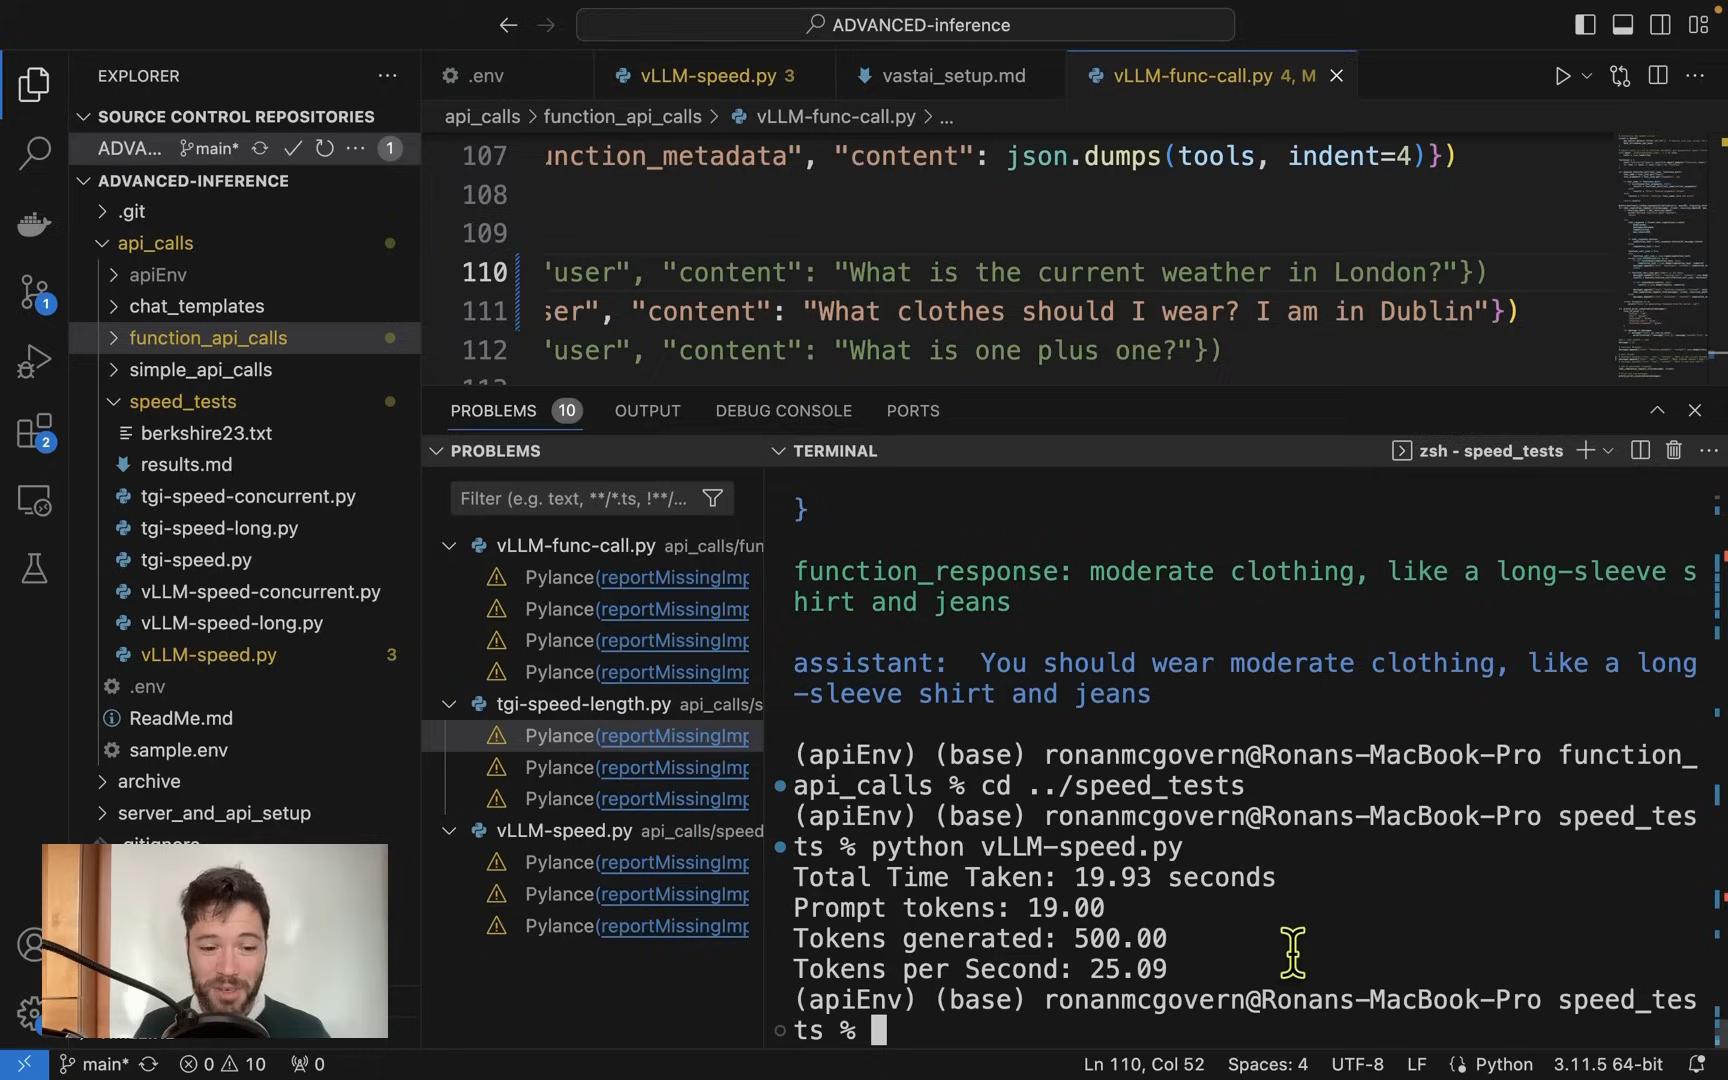 ADVANCED-inference
EXPLORER
.env
vLLM-speed.py 3
vastai_setup.md
vLLM-func-call.py 4, M
SOURCE CONTROL REPOSITORIES
ADVA... main* 1
api_calls > function_api_calls > vLLM-func-call.py > ...
ADVANCED-INFERENCE
.git
api_calls
apiEnv
chat_templates
function_api_calls
simple_api_calls
speed_tests
berkshire23.txt
results.md
tgi-speed-concurrent.py
tgi-speed-long.py
tgi-speed.py
vLLM-speed-concurrent.py
vLLM-speed-long.py
vLLM-speed.py 3
.env
ReadMe.md
sample.env
archive
server_and_api_setup
1
2
107 unction_metadata", "content": json.dumps(tools, indent=4)})
108
109
110 "user", "content": "What is the current weather in London?"})
111 ser", "content": "What clothes should I wear? I am in Dublin"})
112 "user", "content": "What is one plus one?"})
PROBLEMS 10 OUTPUT DEBUG CONSOLE PORTS
PROBLEMS
Filter (e.g. text, **/*.ts, !**/...
vLLM-func-call.py api_calls/fun
Pylance(reportMissingImp
Pylance(reportMissingImp
Pylance(reportMissingImp
Pylance(reportMissingImp
tgi-speed-length.py api_calls/s
Pylance(reportMissingImp
Pylance(reportMissingImp
Pylance(reportMissingImp
vLLM-speed.py api_calls/speed
Pylance(reportMissingImp
Pylance(reportMissingImp
Pylance(reportMissingImp
TERMINAL
zsh - speed_tests
}
function_response: moderate clothing, like a long-sleeve s
hirt and jeans
assistant:  You should wear moderate clothing, like a long
-sleeve shirt and jeans
(apiEnv) (base) ronanmcgovern@Ronans-MacBook-Pro function_
api_calls % cd ../speed_tests
(apiEnv) (base) ronanmcgovern@Ronans-MacBook-Pro speed_tes
ts % python vLLM-speed.py
Total Time Taken: 19.93 seconds
Prompt tokens: 19.00
Tokens generated: 500.00
Tokens per Second: 25.09
(apiEnv) (base) ronanmcgovern@Ronans-MacBook-Pro speed_tes
ts %
main* 0 10 0
Ln 110, Col 52 Spaces: 4 UTF-8 LF Python 3.11.5 64-bit